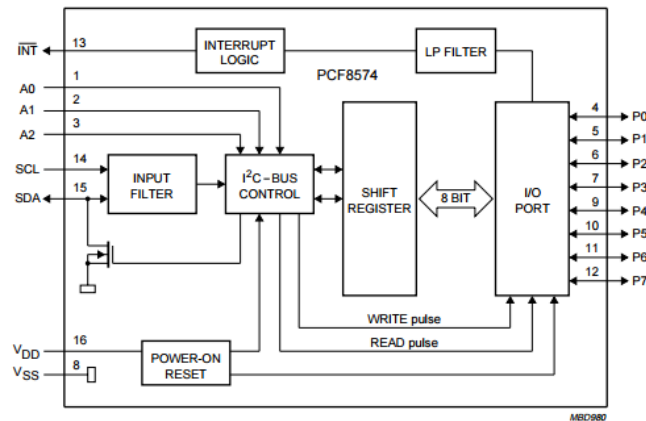 INT
13
INTERRUPT
LOGIC
LP FILTER
PCF8574
A0
1
A1
2
A2
3
SCL
14
SDA
15
INPUT
FILTER
I²C-BUS
CONTROL
SHIFT
REGISTER
8 BIT
I/O
PORT
4
P0
5
P1
6
P2
7
P3
9
P4
10
P5
11
P6
12
P7
WRITE pulse
READ pulse
VDD
16
VSS
8
POWER-ON
RESET
MBD980